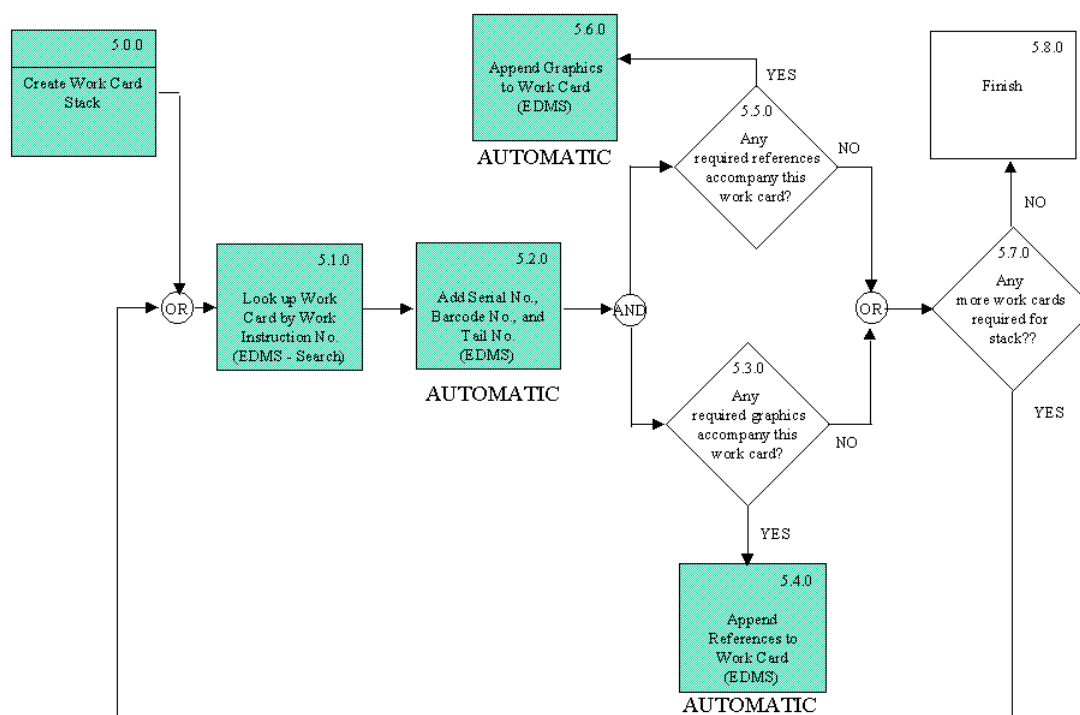 5.0.0
Create Work Card
Stack
5.6.0
Append Graphics
to Work Card
(EDMS)
AUTOMATIC
YES
5.5.0
Any
required references
accompany this
work card?
NO
5.8.0
Finish
NO
OR
5.1.0
Look up Work
Card by Work
Instruction No.
(EDMS - Search)
5.2.0
Add Serial No.,
Barcode No., and
Tail No.
(EDMS)
AUTOMATIC
AND
5.3.0
Any
required graphics
accompany this
work card?
NO
YES
OR
5.7.0
Any
more work cards
required for
stack??
YES
5.4.0
Append
References to
Work Card
(EDMS)
AUTOMATIC